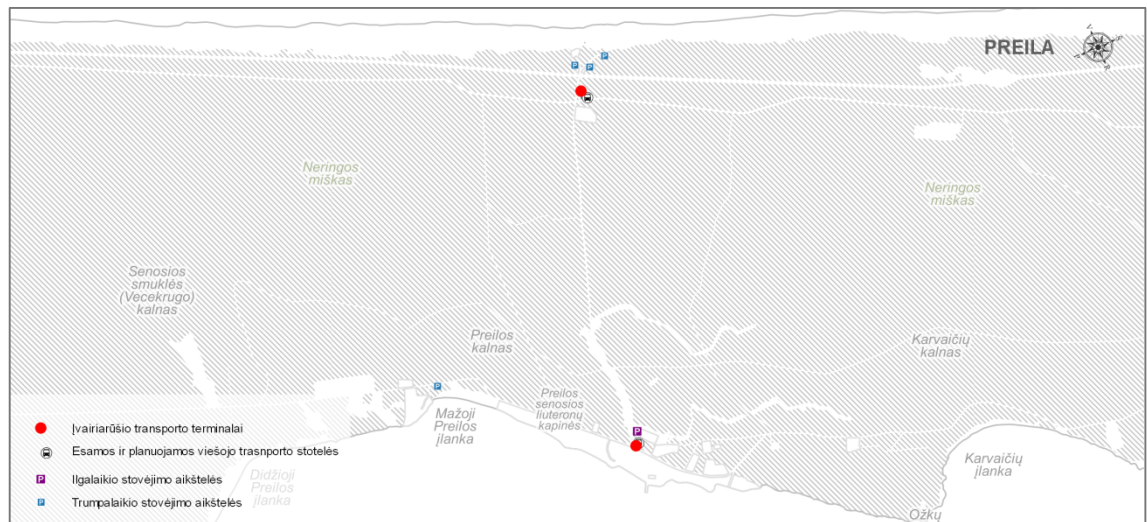 PREILA
Neringos
miškas
Neringos
miškas
Senosios
smuklės
(Vecekrugo)
kalnas
Preilos
kalnas
Karvaičių
kalnas
Mažoji
Preilos
įlanka
Preilos
senosios
liuteronų
kapinės
Karvaičių
įlanka
Didžioji
Preilos
įlanka
Ožkų
Įvairiarūšio transporto terminalai
Esamos ir planuojamos viešojo trasnporto stotelės
Ilgalaikio stovėjimo aikštelės
Trumpalaikio stovėjimo aikštelės
P
P
P
P
P
P
P